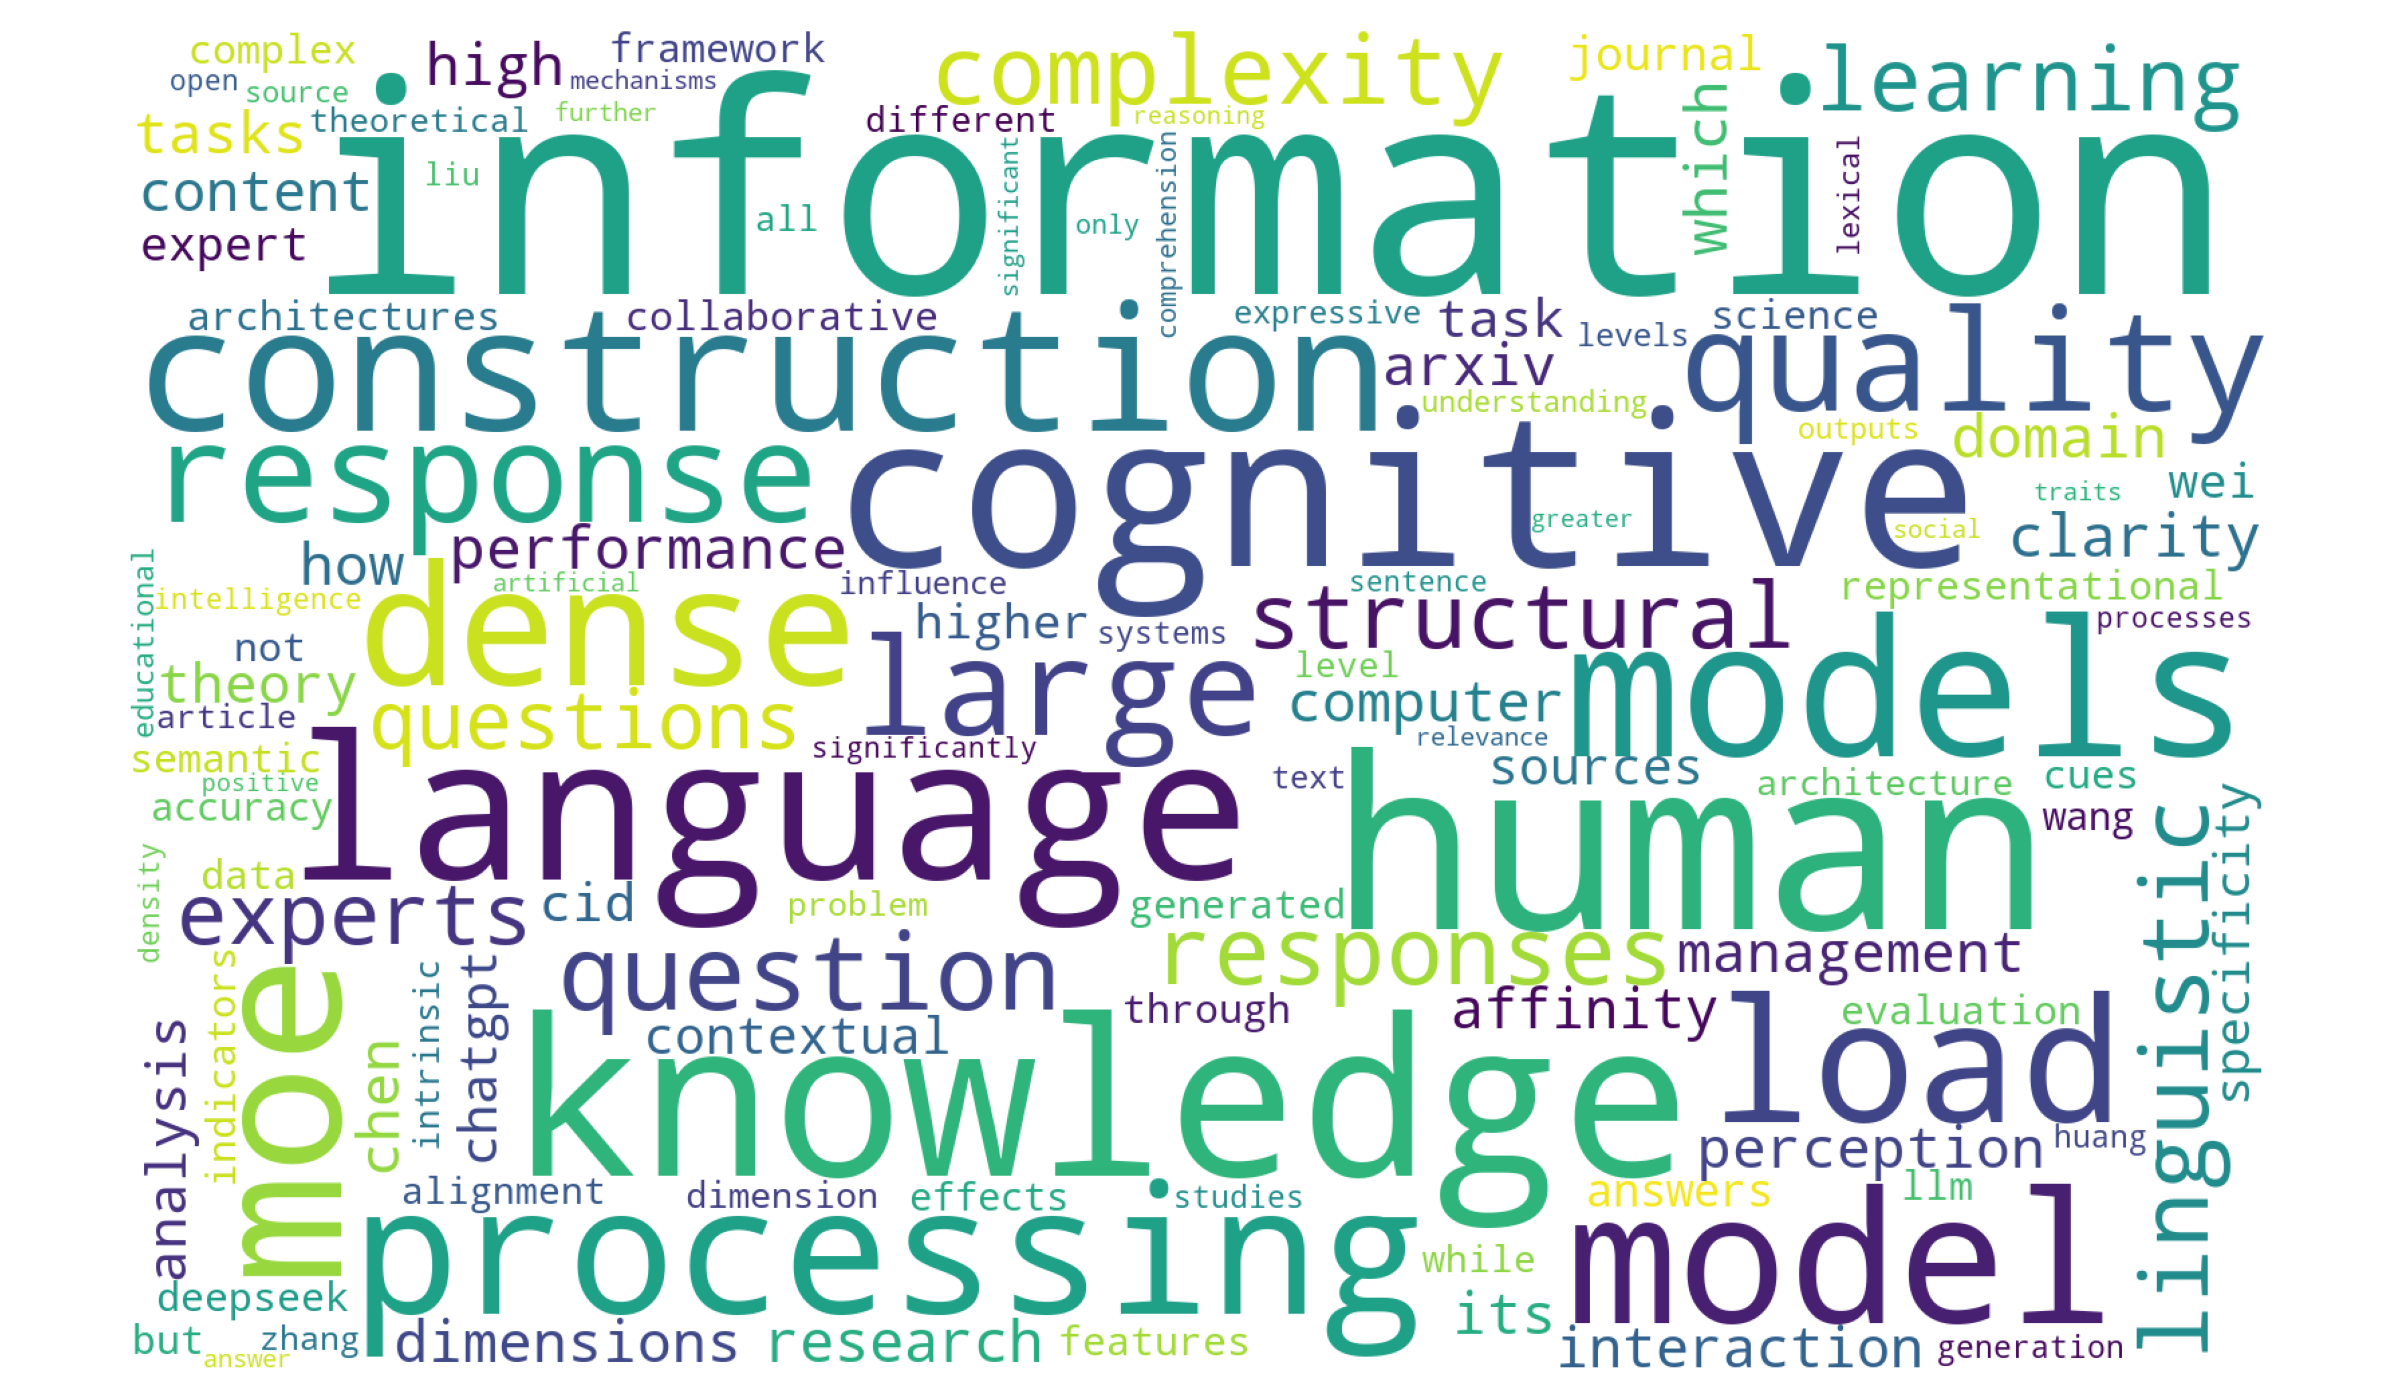 complex
framework
high
complexity
journal
learning
open
mechanisms
source
further
information
tasks
theoretical
different
reasoning
which
content
liu
all
significant
only
comprehension
lexical
expert
architectures
collaborative
expressive
task
levels
science
construction
arxiv
quality
understanding
response
cognitive
outputs
domain
traits
wei
greater
social
clarity
performance
how
educational
intelligence
artificial
dense
influence
sentence
representational
higher
systems
structural
processes
not
theory
large
level
models
article
questions
computer
relevance
semantic
significantly
language
text
sources
architecture
cues
positive
accuracy
human
wang
linguistic
specificity
density
data
experts
cid
problem
generated
responses
management
question
moe
indicators
analysis
chen
intrinsic
chatgpt
contextual
through
affinity
load
evaluation
knowledge
perception
huang
alignment
dimension
effects
studies
answers
llm
processing
model
while
deepseek
its
but
zhang
answer
dimensions
research
features
interaction
generation